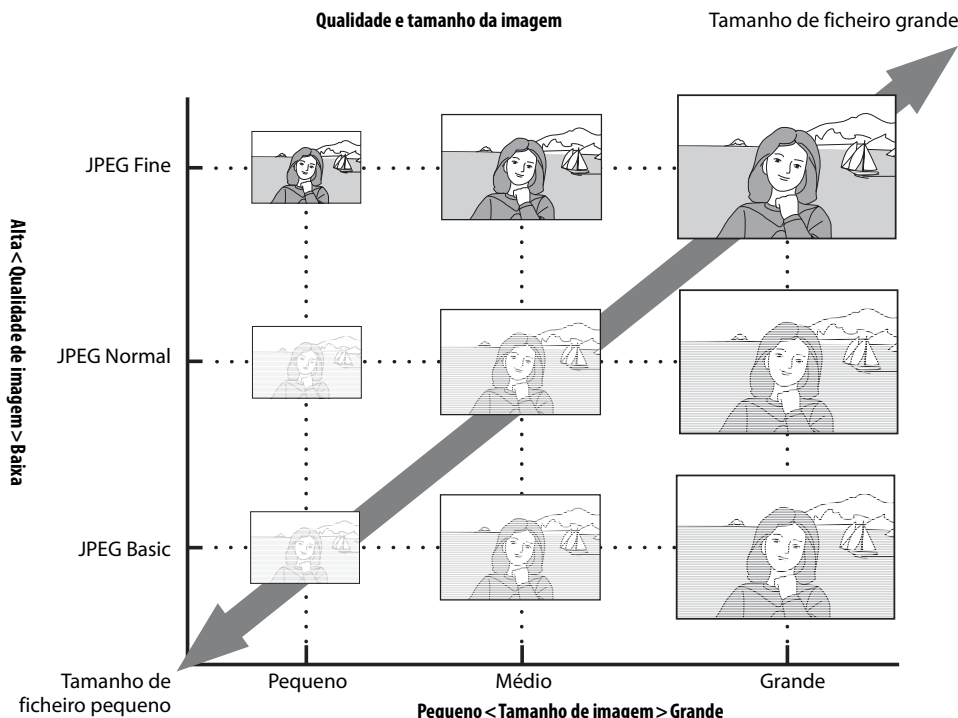 Qualidade e tamanho da imagem
Tamanho de ficheiro grande
JPEG Fine
Alta < Qualidade de imagem > Baixa
JPEG Normal
JPEG Basic
Tamanho de
ficheiro pequeno
Pequeno
Médio
Grande
Pequeno < Tamanho de imagem > Grande